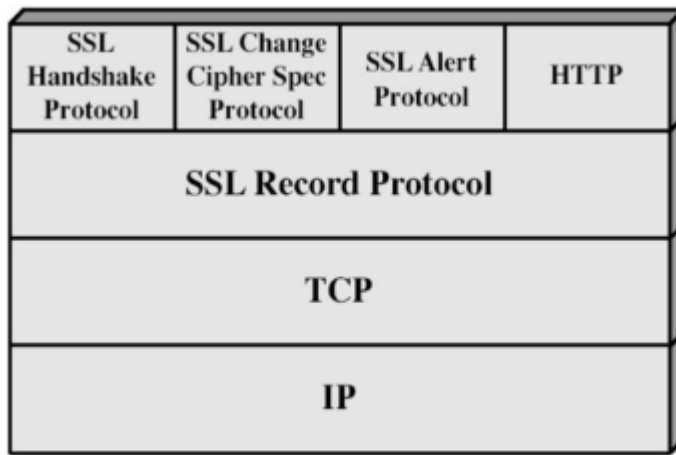 SSL
Handshake
Protocol
SSL Change
Cipher Spec
Protocol
SSL Alert
Protocol
HTTP
SSL Record Protocol
TCP
IP